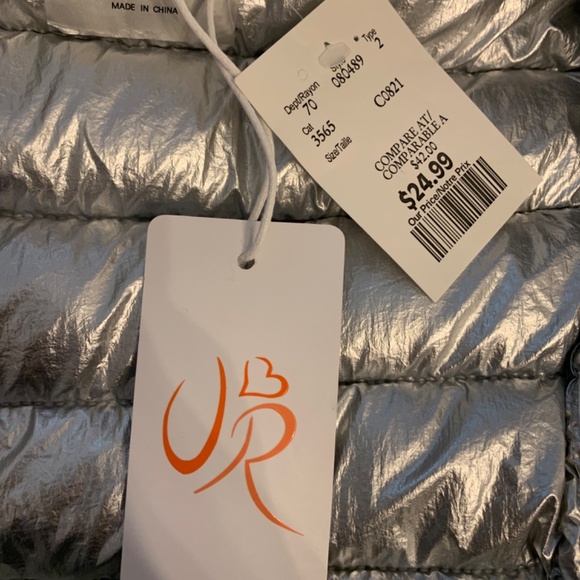 MADE IN CHINA
Dept/Rayon Style * Type
70 080489 2
Cat
3565 C0821
Size/Taille
COMPARE AT/
COMPARABLE A
$42.00
$24.99
Our Price/Notre Prix
UR